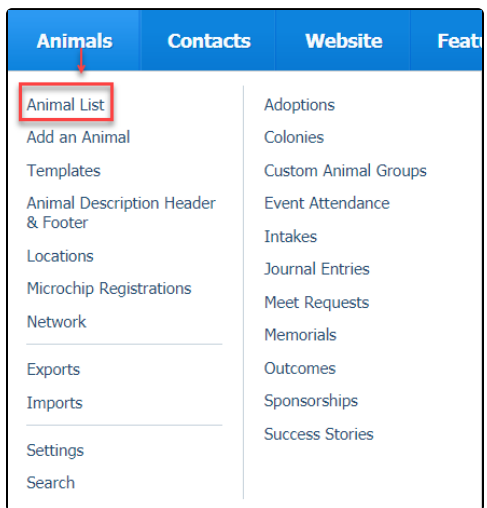 Animals Contacts Website Featu
Animal List
Add an Animal
Templates
Animal Description Header
& Footer
Locations
Microchip Registrations
Network
Exports
Imports
Settings
Search
Adoptions
Colonies
Custom Animal Groups
Event Attendance
Intakes
Journal Entries
Meet Requests
Memorials
Outcomes
Sponsorships
Success Stories